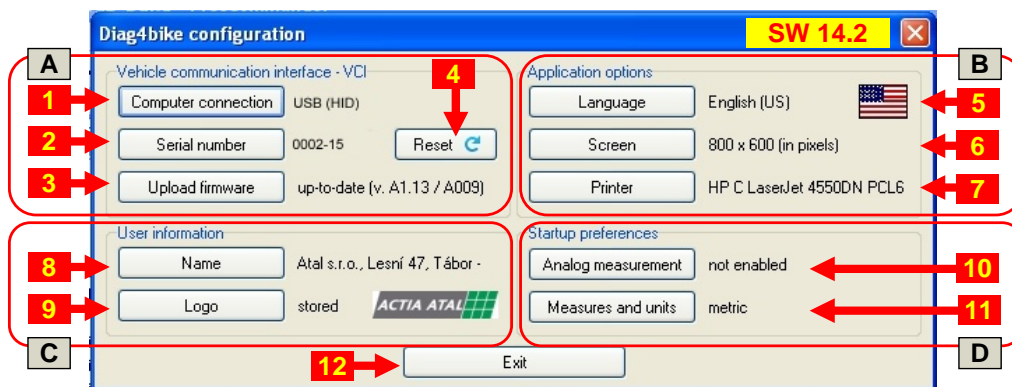 Diag4bike configuration SW 14.2
A B
Vehicle communication interface - VCI 4 Application options
1 Computer connection USB (HID) Language English (US) 5
2 Serial number 0002-15 Reset Screen 800 x 600 (in pixels) 6
3 Upload firmware up-to-date (v. A1.13 / A009) Printer HP C LaserJet 4550DN PCL6 7
User information Startup preferences
8 Name Atal s.r.o., Lesní 47, Tábor - Analog measurement not enabled 10
9 Logo stored ACTIA ATAL Measures and units metric 11
C D
12 Exit